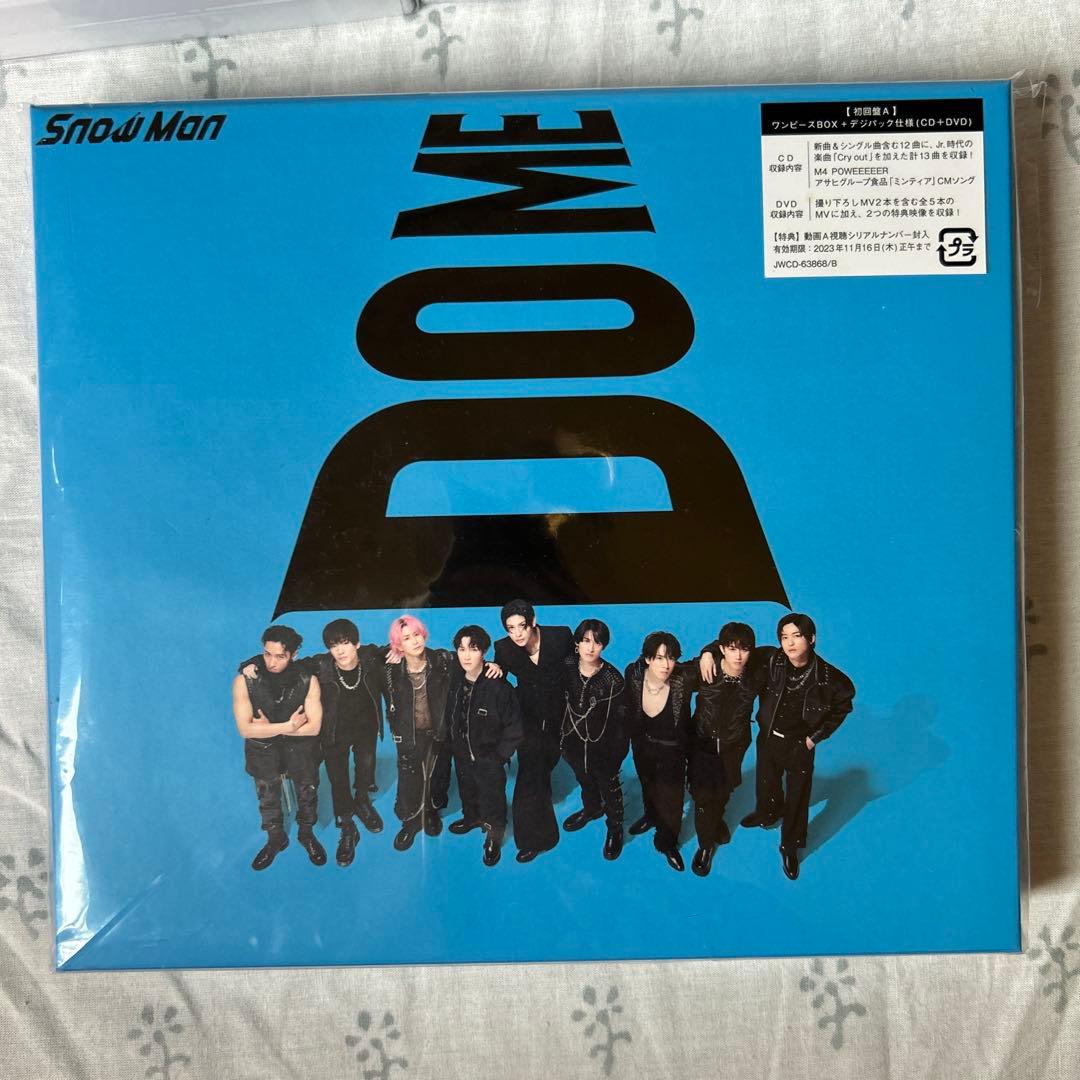 Snow Man
DOME
【初回盤A】
ワンピースBOX+デジパック仕様(CD+DVD)
CD
収録内容
新曲&シングル曲含む12曲に、Jr.時代の
楽曲「Cry out」を加えた計13曲を収録!
M4 POWEEEEER
アサヒグループ食品「ミンティア」CMソング
DVD
収録内容
撮り下ろしMV2本を含む全5本の
MVに加え、2つの特典映像を収録!
【特典】動画A視聴シリアルナンバー封入
有効期限:2023年11月16日(木)正午まで
JWCD-63868/B
プラ